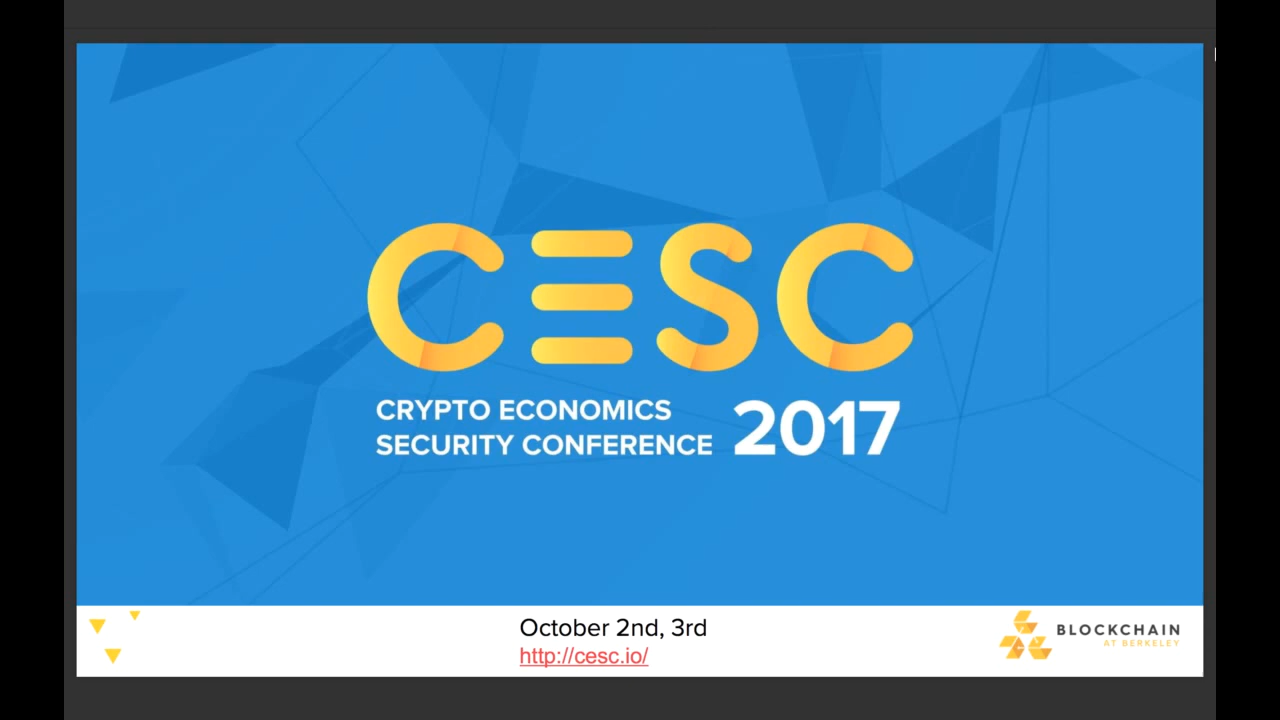 CESC
CRYPTO ECONOMICS
SECURITY CONFERENCE 2017
October 2nd, 3rd
http://cesc.io/
BLOCKCHAIN
AT BERKELEY